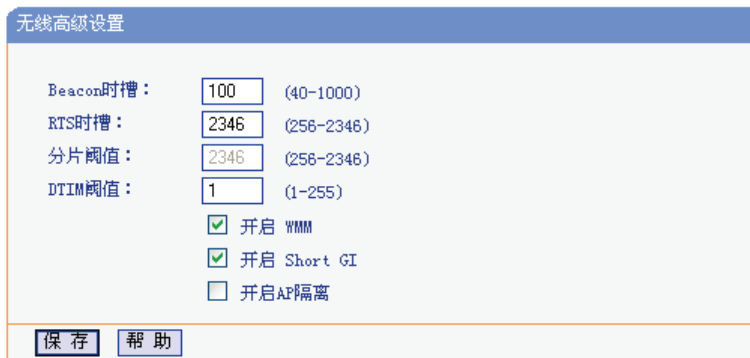 无线高级设置
Beacon时槽： 100 (40-1000)
RTS时槽： 2346 (256-2346)
分片阈值： 2346 (256-2346)
DTIM阈值： 1 (1-255)
开启 WMM
开启 Short GI
开启AP隔离
保 存 帮 助